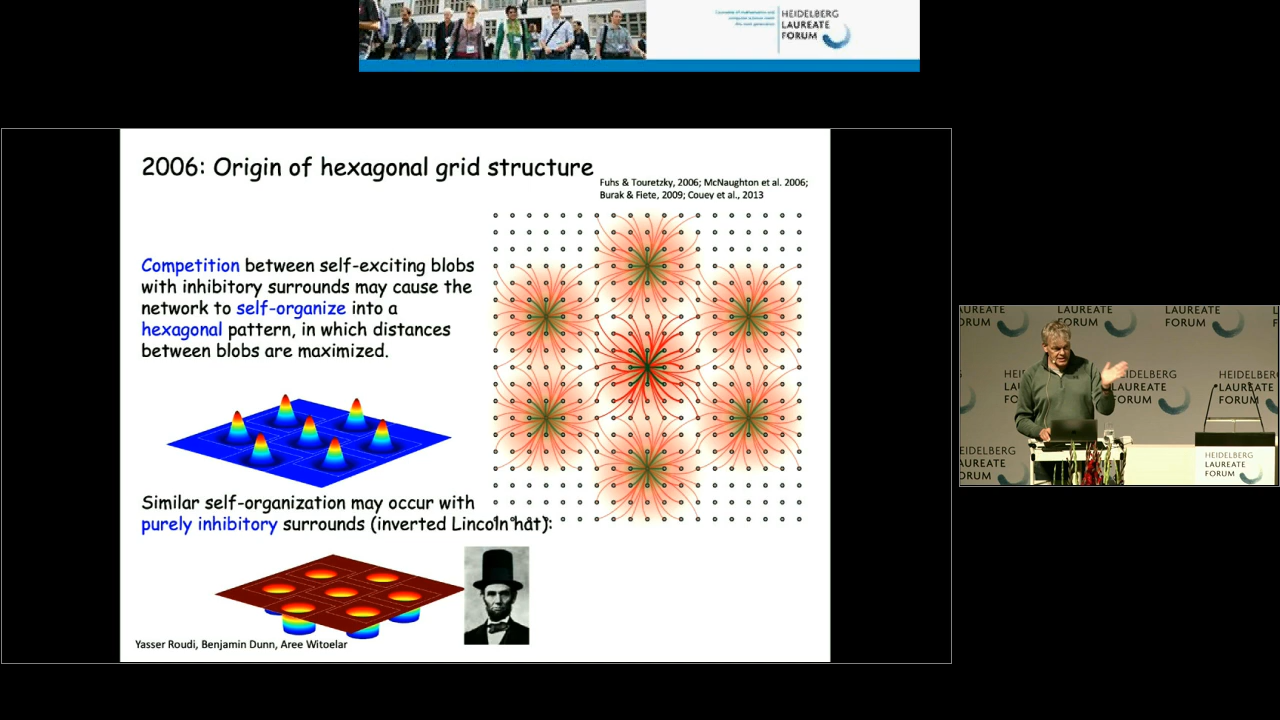 HEIDELBERG
LAUREATE
FORUM
2006: Origin of hexagonal grid structure
Fuhs & Touretzky, 2006; McNaughton et al. 2006;
Burak & Fiete, 2009; Couey et al., 2013
Competition between self-exciting blobs
with inhibitory surrounds may cause the
network to self-organize into a
hexagonal pattern, in which distances
between blobs are maximized.
Similar self-organization may occur with
purely inhibitory surrounds (inverted Lincoln hat):
Yasser Roudi, Benjamin Dunn, Aree Witoelar
HEIDELBERG
LAUREATE
FORUM
HEIDELBERG
LAUREATE
FORUM